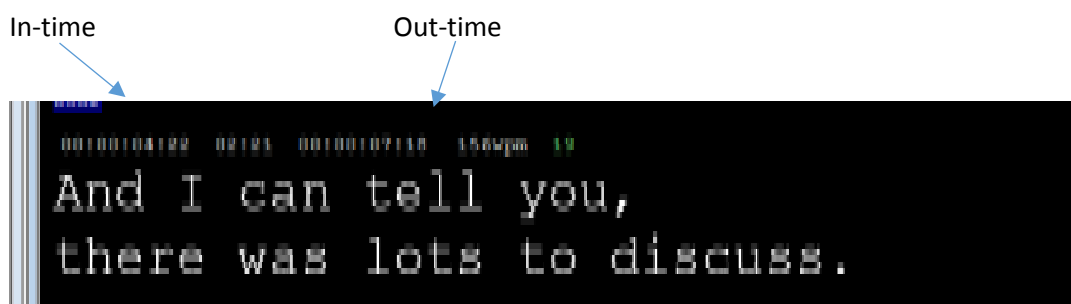 In-time Out-time
And I can tell you,
there was lots to discuss.